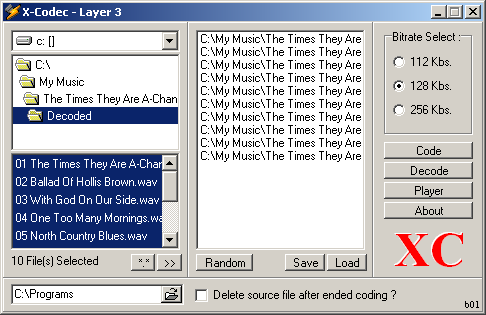 X-Codec - Layer 3
c: []
C:\
My Music
The Times They Are A-Chan
Decoded
01 The Times They Are A-Chan
02 Ballad Of Hollis Brown.wav
03 With God On Our Side.wav
04 One Too Many Mornings.wav
05 North Country Blues.wav
10 File(s) Selected
*.*
>>
C:\My Music\The Times They Are
C:\My Music\The Times They Are
C:\My Music\The Times They Are
C:\My Music\The Times They Are
C:\My Music\The Times They Are
C:\My Music\The Times They Are
C:\My Music\The Times They Are
C:\My Music\The Times They Are
C:\My Music\The Times They Are
C:\My Music\The Times They Are
Random
Save
Load
Bitrate Select :
112 Kbs.
128 Kbs.
256 Kbs.
Code
Decode
Player
About
XC
C:\Programs
Delete source file after ended coding ?
b01